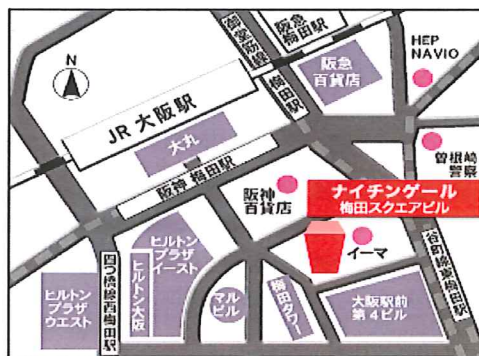 御堂筋線
梅田駅
阪急
梅田駅
阪急
百貨店
HEP
NAVIO
N
JR 大阪駅
大丸
阪神 梅田駅
阪神
百貨店
曽根崎
警察
ナイチンゲール
梅田スクエアビル
イーマ
谷町線東梅田駅
ヒルトン
プラザ
イースト
ヒルトン大阪
四つ橋線西梅田駅
ヒルトン
プラザ
ウエスト
マル
ビル
梅田タワー
大阪駅前
第4ビル